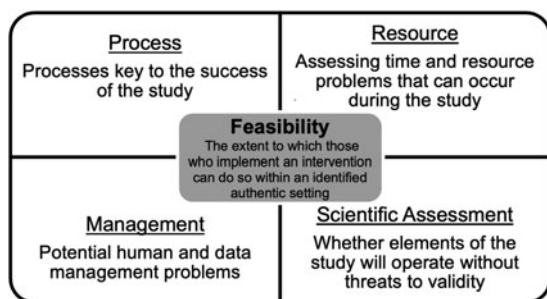 Process
Processes key to the success
of the study
Resource
Assessing time and resource
problems that can occur
during the study
Feasibility
The extent to which those
who implement an intervention
can do so within an identified
authentic setting
Management
Potential human and data
management problems
Scientific Assessment
Whether elements of the
study will operate without
threats to validity